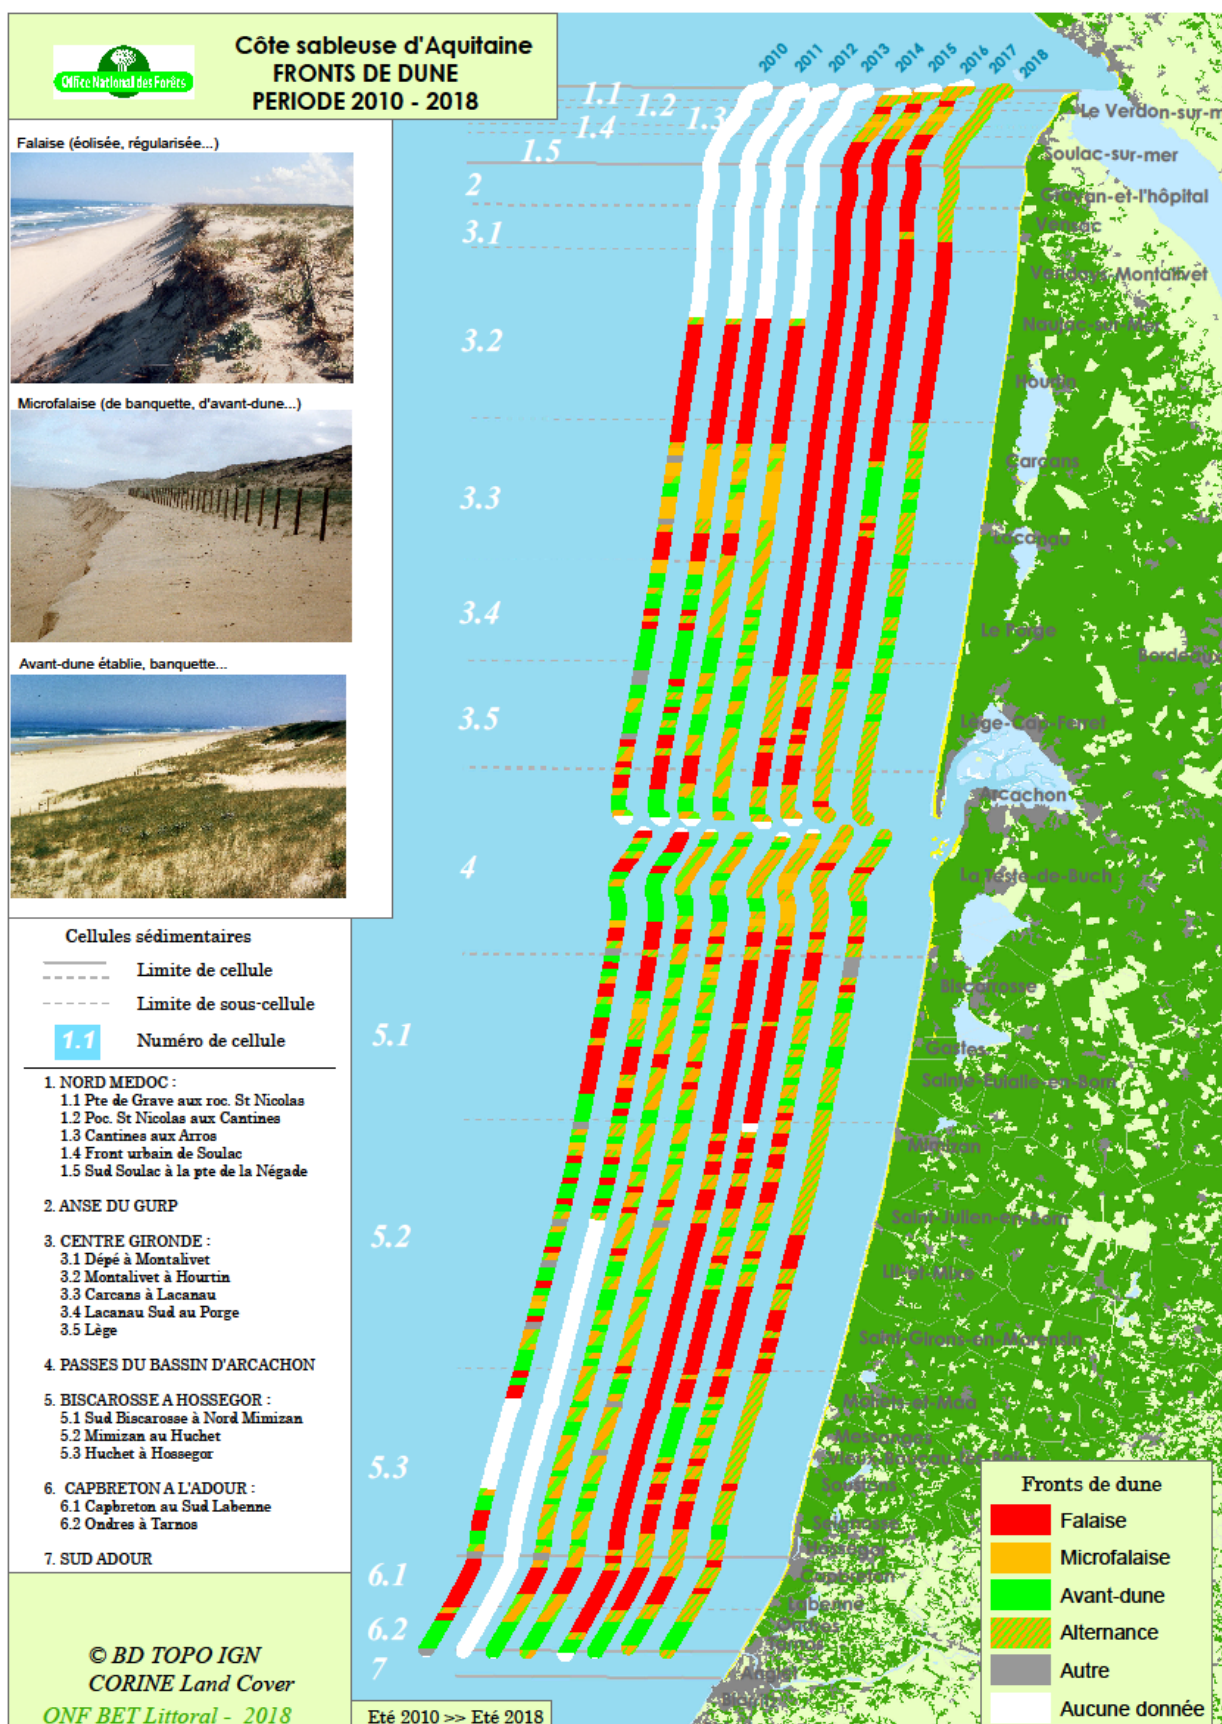 Office National des Forêts
Côte sableuse d'Aquitaine
FRONTS DE DUNE
PERIODE 2010 - 2018
2010
2011
2012
2013
2014
2015
2016
2017
2018
Falaise (éolisée, régularisée...)
Microfalaise (de banquette, d'avant-dune...)
Avant-dune établie, banquette...
1.1
1.2
1.3
1.4
1.5
2
3.1
3.2
3.3
3.4
3.5
4
5.1
5.2
5.3
6.1
6.2
7
Le Verdon-sur-m
Soulac-sur-mer
Grayan-et-l'hôpital
Vensac
Vendays-Montalivet
Naujac-sur-Mer
Hourtin
Carcans
Lacanau
Le Porge
Bordeau
Lège-Cap-Ferret
Arcachon
La Teste-de-Buch
Biscarrosse
Gastes
Sainte-Eulalie-en-Born
Mimizan
Saint-Julien-en-Born
Lit-et-Mixe
Saint-Girons-en-Marensin
Moliets-et-Maa
Messanges
Vieux-Boucau-les-Bains
Soustons
Seignosse
Hossegor
Capbreton
Labenne
Ondres
Tarnos
Anglet
Biarritz
Cellules sédimentaires
Limite de cellule
Limite de sous-cellule
1.1 Numéro de cellule
1. NORD MEDOC :
1.1 Pte de Grave aux roc. St Nicolas
1.2 Poc. St Nicolas aux Cantines
1.3 Cantines aux Arros
1.4 Front urbain de Soulac
1.5 Sud Soulac à la pte de la Négade
2. ANSE DU GURP
3. CENTRE GIRONDE :
3.1 Dépé à Montalivet
3.2 Montalivet à Hourtin
3.3 Carcans à Lacanau
3.4 Lacanau Sud au Porge
3.5 Lège
4. PASSES DU BASSIN D'ARCACHON
5. BISCAROSSE A HOSSEGOR :
5.1 Sud Biscarosse à Nord Mimizan
5.2 Mimizan au Huchet
5.3 Huchet à Hossegor
6. CAPBRETON A L'ADOUR :
6.1 Capbreton au Sud Labenne
6.2 Ondres à Tarnos
7. SUD ADOUR
© BD TOPO IGN
CORINE Land Cover
ONF BET Littoral - 2018
Eté 2010 >> Eté 2018
Fronts de dune
Falaise
Microfalaise
Avant-dune
Alternance
Autre
Aucune donnée